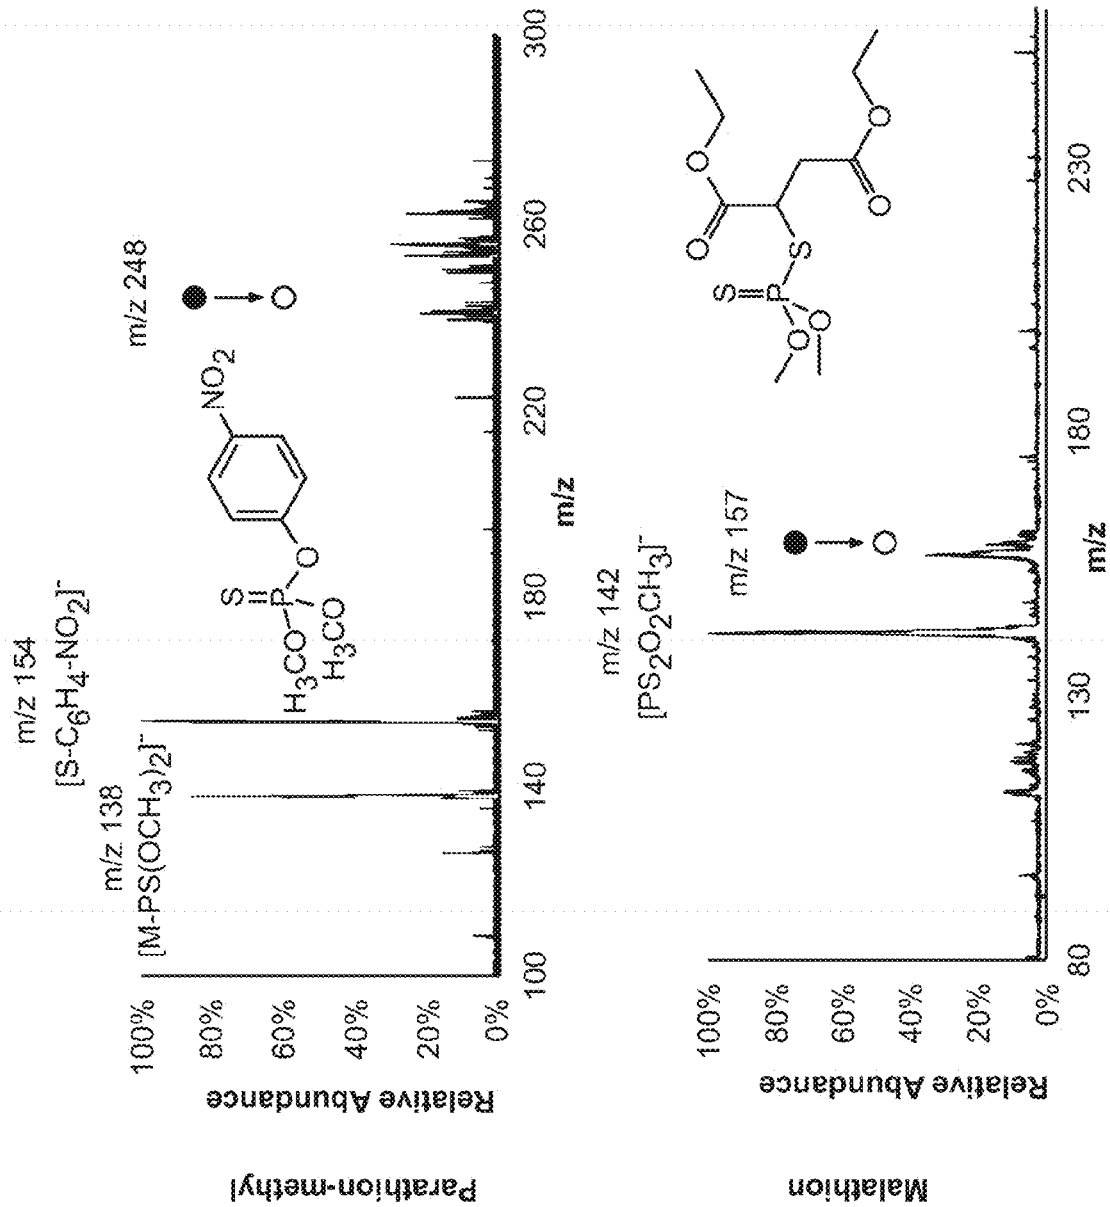 Parathion-methyl
Relative Abundance
100%
80%
60%
40%
20%
0%
m/z 138
[M-PS(OCH3)2]-
m/z 154
[S-C6H4-NO2]-
m/z 248
S
P
O
H3CO
H3CO
NO2
100
140
180
220
260
300
m/z
Malathion
Relative Abundance
100%
80%
60%
40%
20%
0%
m/z 142
[PS2O2CH3]-
m/z 157
S
P
S
O
O
O
O
O
O
80
130
180
230
m/z